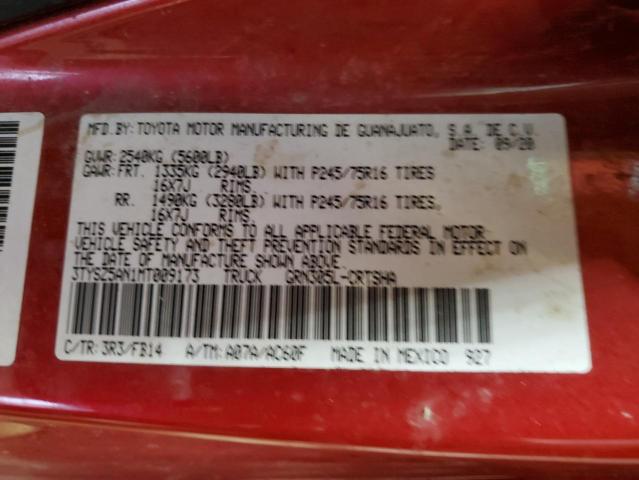 MFD.BY:TOYOTA MOTOR MANUFACTURING DE GUANAJUATO, S.A. DE C.V.
DATE: 09/20
GVWR:2540KG (5600LB)
GAWR:FRT. 1335KG (2940LB) WITH P245/75R16 TIRES
16X7J RIMS,
RR. 1490KG (3280LB) WITH P245/75R16 TIRES,
16X7J RIMS,
THIS VEHICLE CONFORMS TO ALL APPLICABLE FEDERAL MOTOR
VEHICLE SAFETY AND THEFT PREVENTION STANDARDS IN EFFECT ON
THE DATE OF MANUFACTURE SHOWN ABOVE.
3TYSZ5AN1MT009173 TRUCK GRN305L-CRTSHA
C/TR:3R3/FB14 A/TM:A07A/AC60F MADE IN MEXICO 927